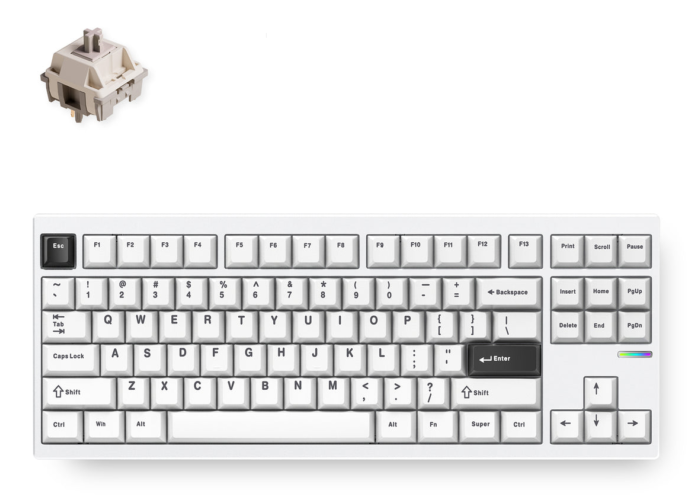 Esc F1 F2 F3 F4 F5 F6 F7 F8 F9 F10 F11 F12 F13 Print Scroll Pause
~ ! @ # $ % ^ & * ( ) — +
` 1 2 3 4 5 6 7 8 9 0 - = ← Backspace Insert Home PgUp
Tab Q W E R T Y U I O P { } |
[ ] \ Delete End PgDn
Caps Lock A S D F G H J K L : " Enter
; '
Shift Z X C V B N M < > ? Shift ↑
, . /
Ctrl Win Alt Alt Fn Super Ctrl ← ↓ →